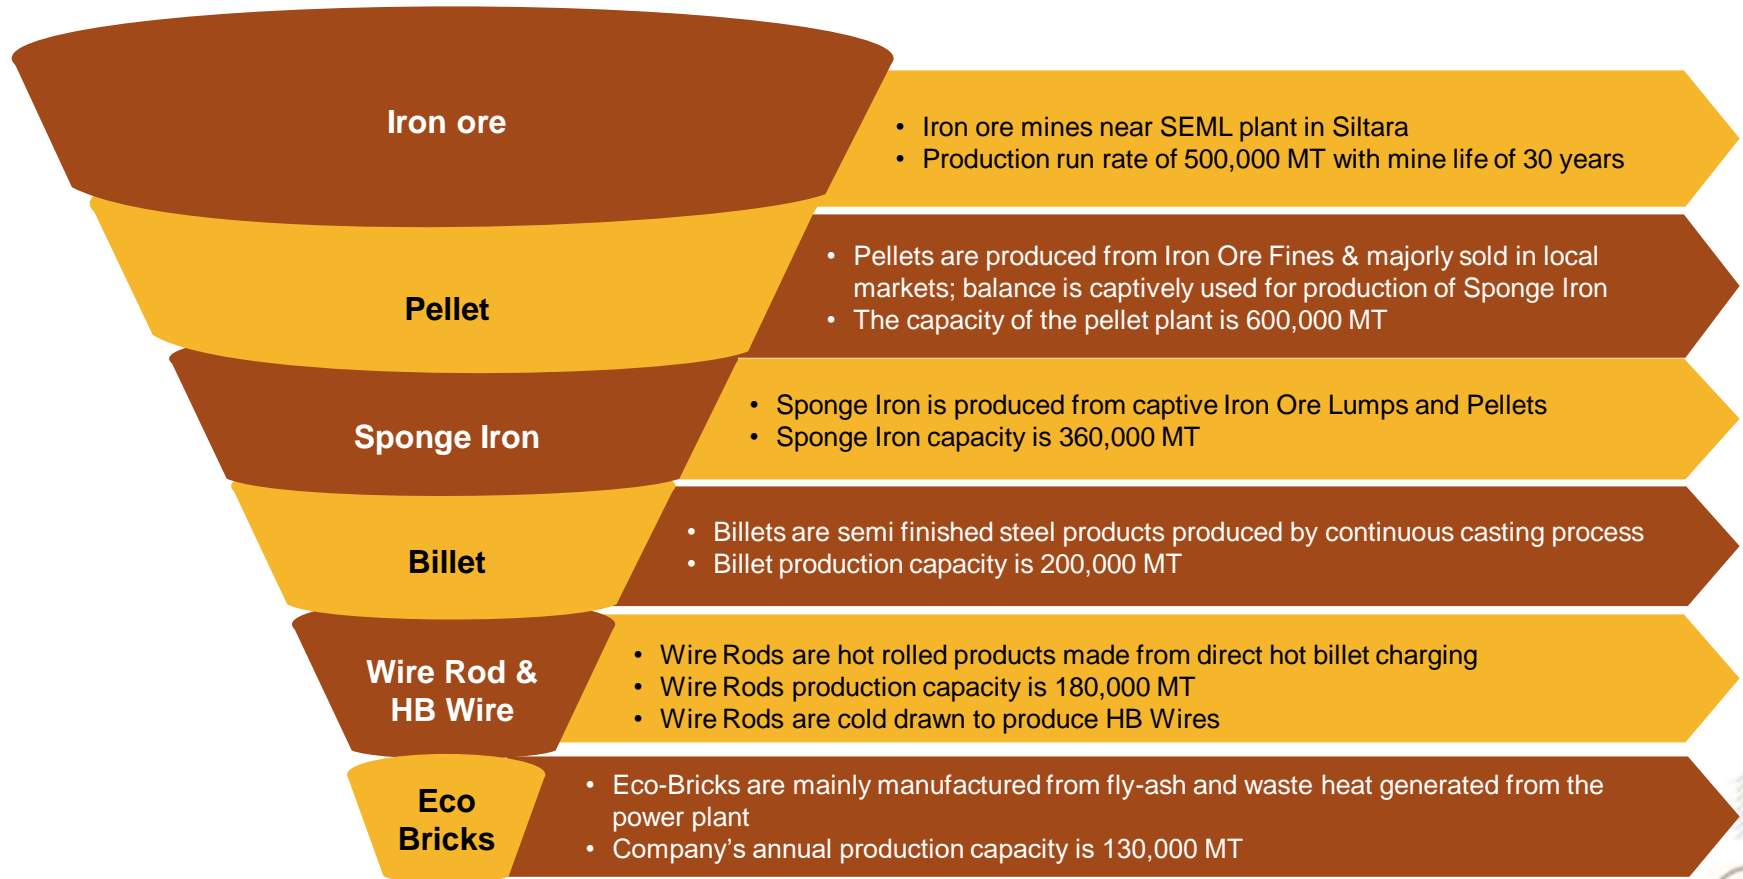 Iron ore
• Iron ore mines near SEML plant in Siltara
• Production run rate of 500,000 MT with mine life of 30 years
Pellet
• Pellets are produced from Iron Ore Fines & majorly sold in local
markets; balance is captively used for production of Sponge Iron
• The capacity of the pellet plant is 600,000 MT
Sponge Iron
• Sponge Iron is produced from captive Iron Ore Lumps and Pellets
• Sponge Iron capacity is 360,000 MT
Billet
• Billets are semi finished steel products produced by continuous casting process
• Billet production capacity is 200,000 MT
Wire Rod &
HB Wire
• Wire Rods are hot rolled products made from direct hot billet charging
• Wire Rods production capacity is 180,000 MT
• Wire Rods are cold drawn to produce HB Wires
Eco
Bricks
• Eco-Bricks are mainly manufactured from fly-ash and waste heat generated from the
power plant
• Company’s annual production capacity is 130,000 MT